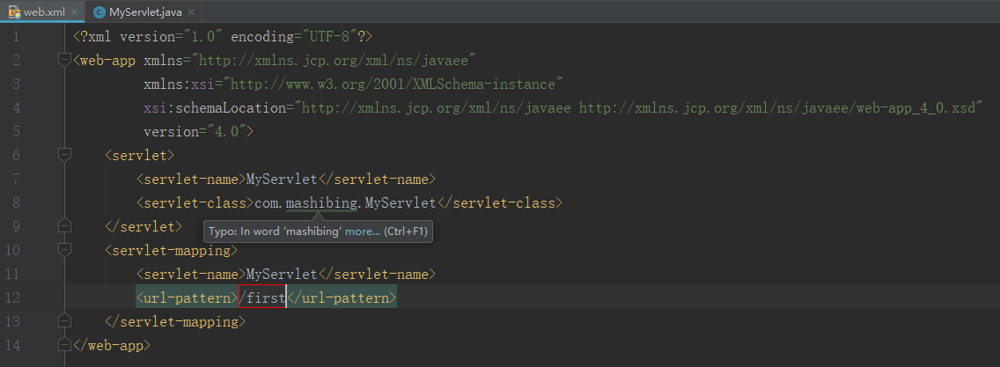 web.xml MyServlet.java
1 <?xml version="1.0" encoding="UTF-8"?>
2 <web-app xmlns="http://xmlns.jcp.org/xml/ns/javaee"
3 xmlns:xsi="http://www.w3.org/2001/XMLSchema-instance"
4 xsi:schemaLocation="http://xmlns.jcp.org/xml/ns/javaee http://xmlns.jcp.org/xml/ns/javaee/web-app_4_0.xsd"
5 version="4.0">
6 <servlet>
7 <servlet-name>MyServlet</servlet-name>
8 <servlet-class>com.mashibing.MyServlet</servlet-class>
9 </servlet>
Typo: In word 'mashibing' more... (Ctrl+F1)
10 <servlet-mapping>
11 <servlet-name>MyServlet</servlet-name>
12 <url-pattern>/first</url-pattern>
13 </servlet-mapping>
14 </web-app>